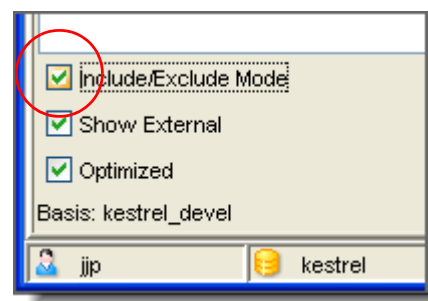 Include/Exclude Mode
Show External
Optimized
Basis: kestrel_devel
jjp kestrel